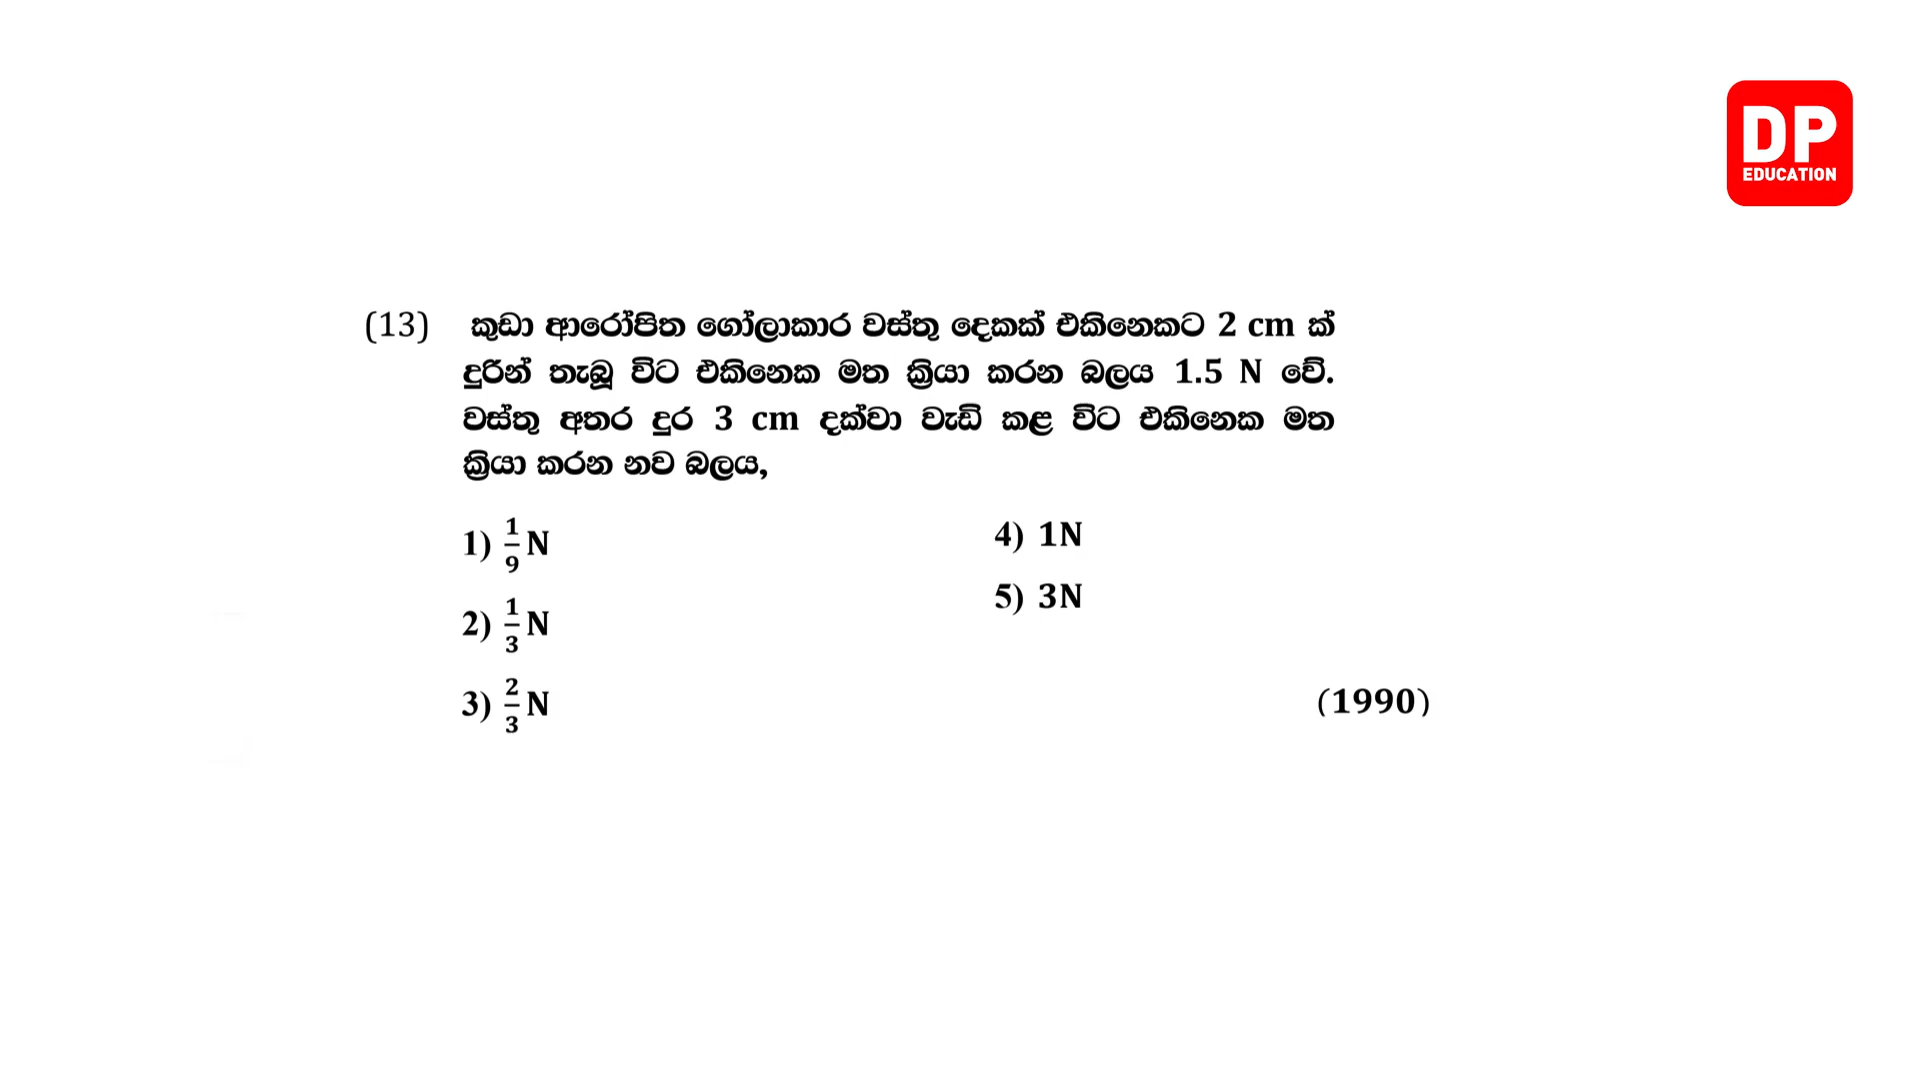 DP
EDUCATION
(13) කුඩා ආරෝපිත ගෝලාකාර වස්තු දෙකක් එකිනෙකට 2 cm ක්
දුරින් තැබූ විට එකිනෙක මත ක්‍රියා කරන බලය 1.5 N වේ.
වස්තු අතර දුර 3 cm දක්වා වැඩි කළ විට එකිනෙක මත
ක්‍රියා කරන නව බලය,
1) 1/9 N
2) 1/3 N
3) 2/3 N
4) 1N
5) 3N
(1990)